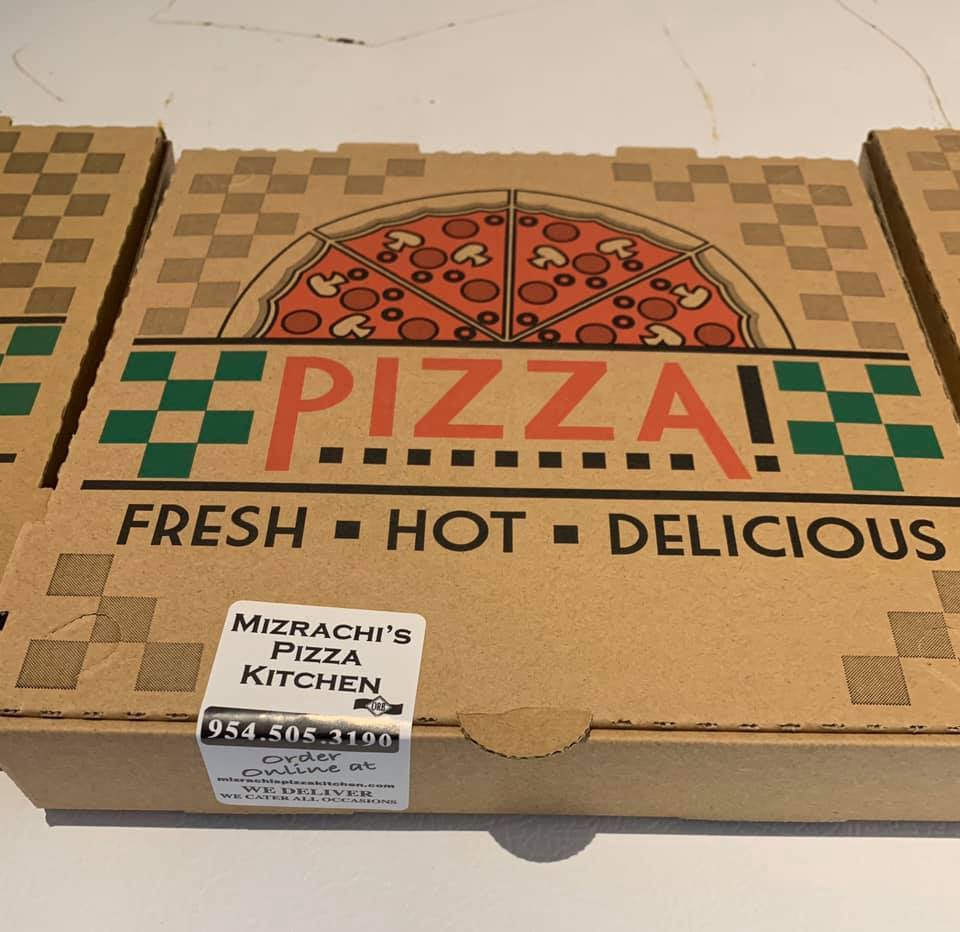 PIZZA!
FRESH ▪ HOT ▪ DELICIOUS
MIZRACHI'S
PIZZA
KITCHEN
ORB
954.505.3190
order
online at
mizrachispizzakitchen.com
WE DELIVER
WE CATER ALL OCCASIONS